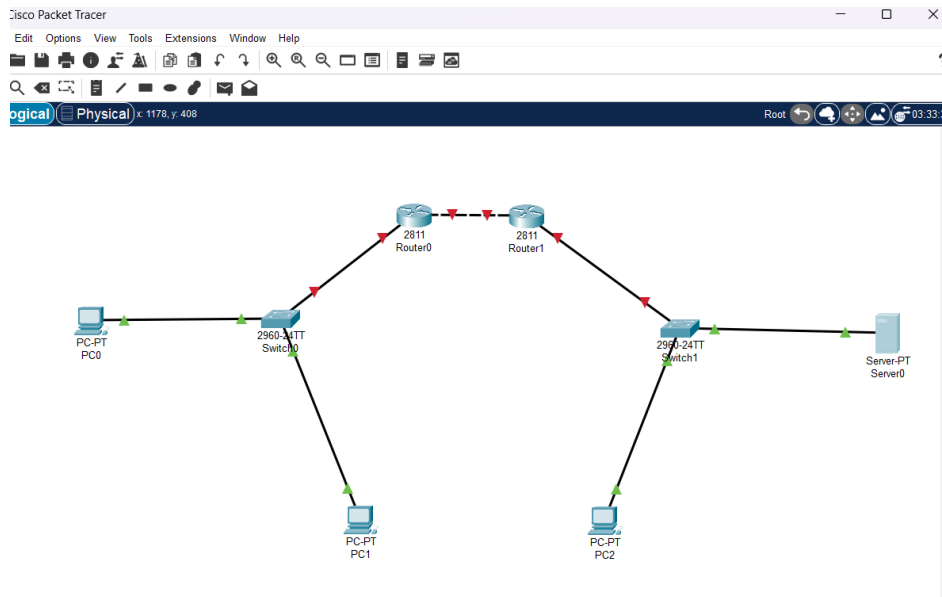 Cisco Packet Tracer
Edit Options View Tools Extensions Window Help
ogical Physical x: 1178, y: 408 Root 03:33:
2811
Router0
2811
Router1
PC-PT
PC0
2960-24TT
Switch0
2960-24TT
Switch1
Server-PT
Server0
PC-PT
PC1
PC-PT
PC2